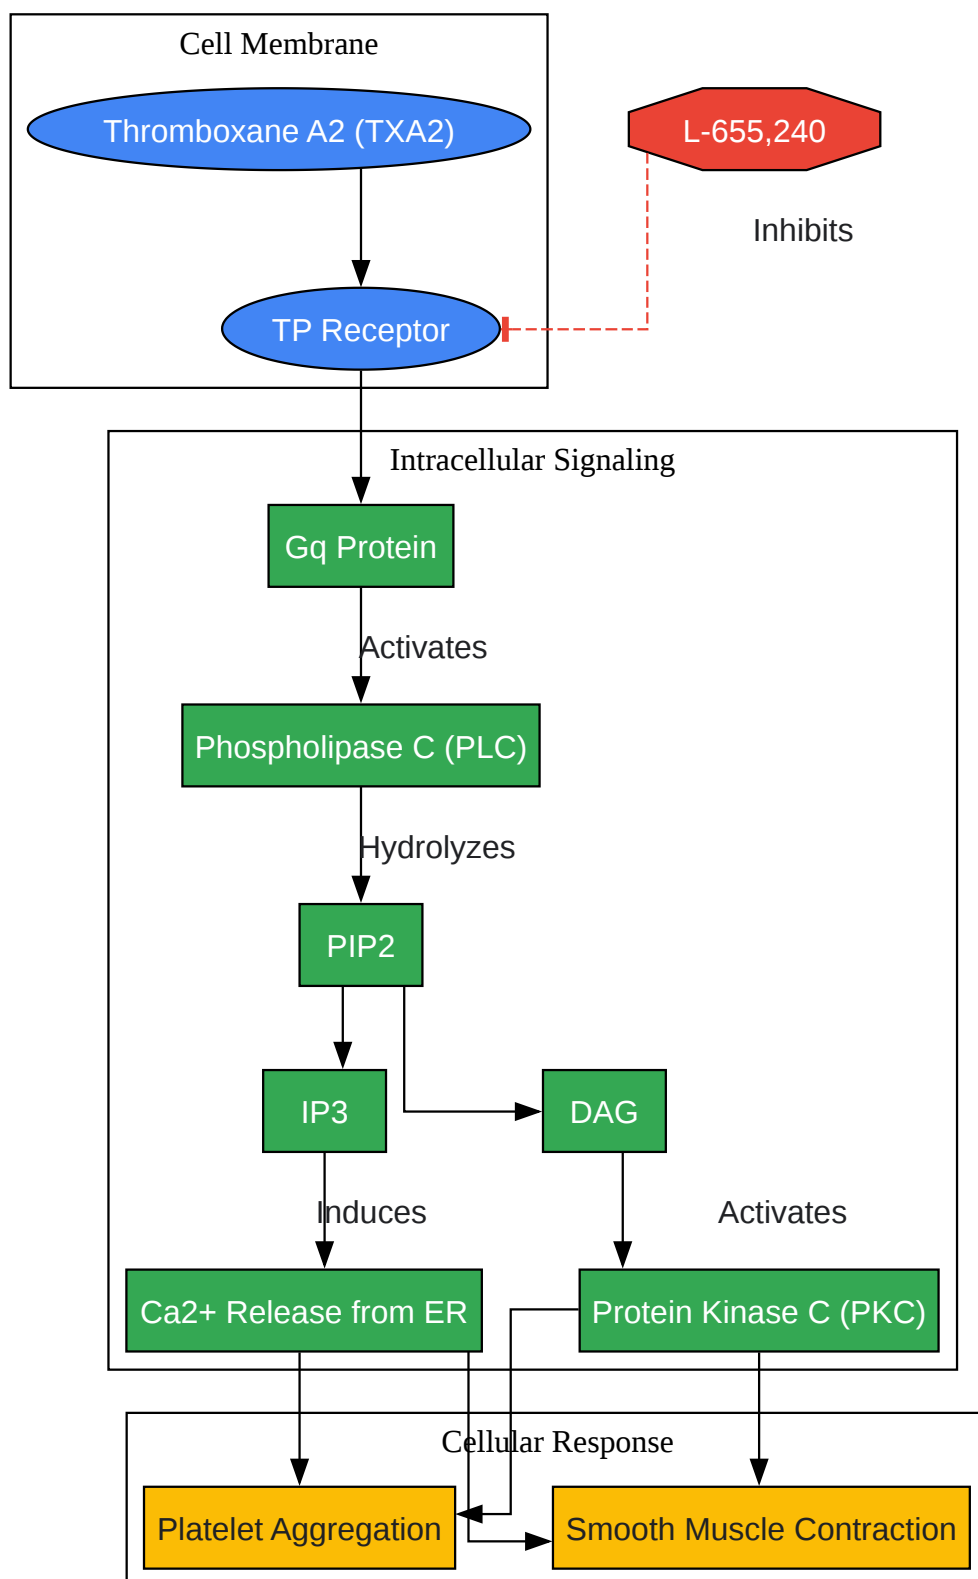 Cell Membrane
Thromboxane A2 (TXA2)
L-655,240
Inhibits
TP Receptor
Intracellular Signaling
Gq Protein
Activates
Phospholipase C (PLC)
Hydrolyzes
PIP2
IP3
DAG
Induces
Activates
Ca2+ Release from ER
Protein Kinase C (PKC)
Cellular Response
Platelet Aggregation
Smooth Muscle Contraction